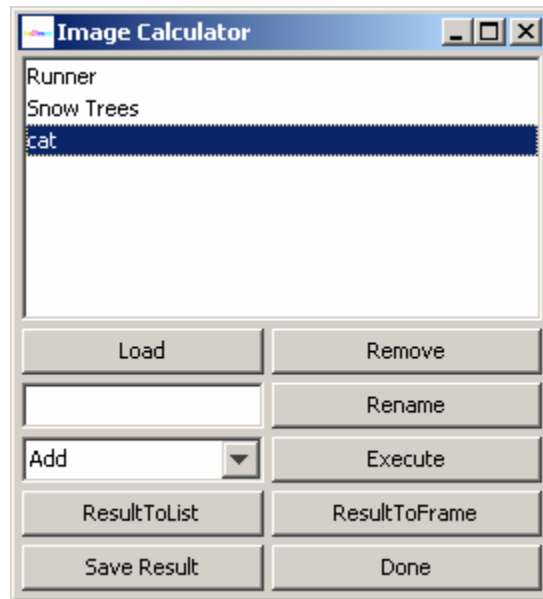 Image Calculator
Runner
Snow Trees
cat
Load Remove
Rename
Add Execute
ResultToList ResultToFrame
Save Result Done